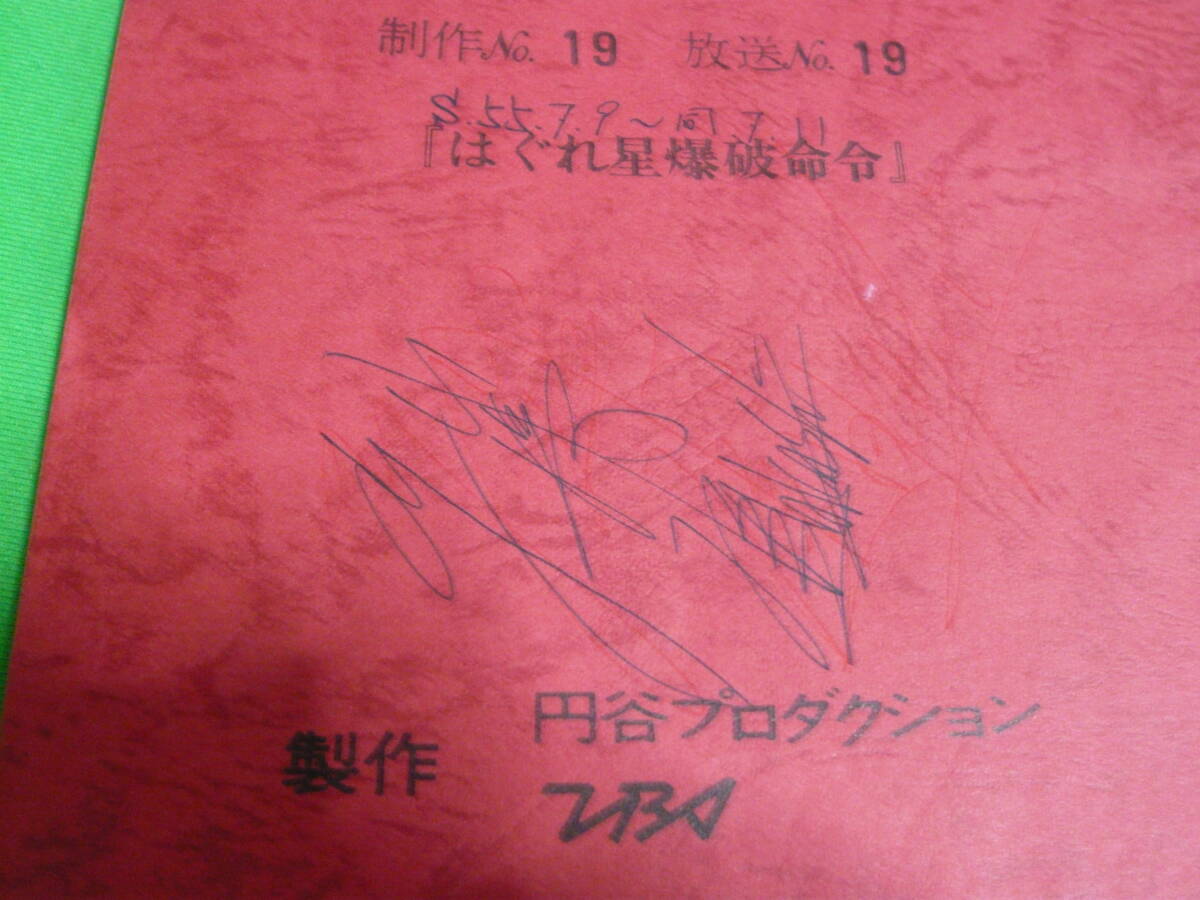 制作No. 19 放送No. 19
S.55.7.9〜同7.11
『はぐれ星爆破命令』
製作 円谷プロダクション
TBS